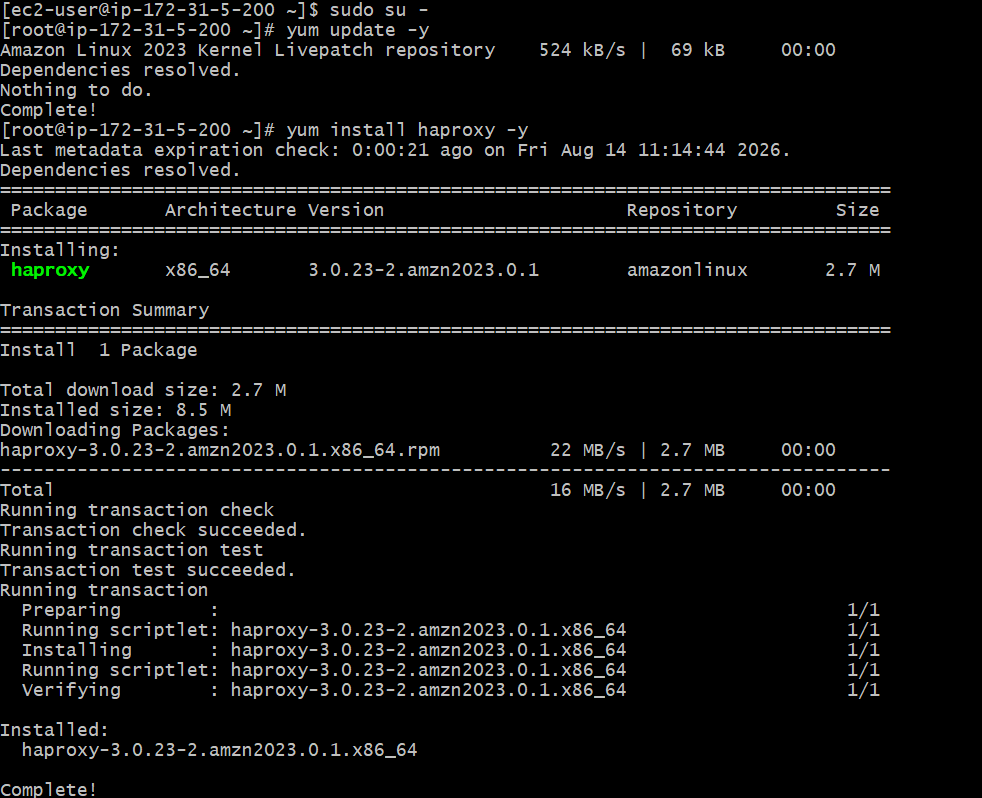 [ec2-user@ip-172-31-5-200 ~]$ sudo su -
[root@ip-172-31-5-200 ~]# yum update -y
Amazon Linux 2023 Kernel Livepatch repository    524 kB/s |  69 kB     00:00
Dependencies resolved.
Nothing to do.
Complete!
[root@ip-172-31-5-200 ~]# yum install haproxy -y
Last metadata expiration check: 0:00:21 ago on Fri Aug 14 11:14:44 2026.
Dependencies resolved.
=================================================================================
 Package       Architecture Version                      Repository         Size
=================================================================================
Installing:
 haproxy       x86_64       3.0.23-2.amzn2023.0.1        amazonlinux       2.7 M

Transaction Summary
=================================================================================
Install  1 Package

Total download size: 2.7 M
Installed size: 8.5 M
Downloading Packages:
haproxy-3.0.23-2.amzn2023.0.1.x86_64.rpm          22 MB/s | 2.7 MB     00:00
---------------------------------------------------------------------------------
Total                                             16 MB/s | 2.7 MB     00:00
Running transaction check
Transaction check succeeded.
Running transaction test
Transaction test succeeded.
Running transaction
  Preparing        :                                                         1/1
  Running scriptlet: haproxy-3.0.23-2.amzn2023.0.1.x86_64                    1/1
  Installing       : haproxy-3.0.23-2.amzn2023.0.1.x86_64                    1/1
  Running scriptlet: haproxy-3.0.23-2.amzn2023.0.1.x86_64                    1/1
  Verifying        : haproxy-3.0.23-2.amzn2023.0.1.x86_64                    1/1

Installed:
  haproxy-3.0.23-2.amzn2023.0.1.x86_64

Complete!